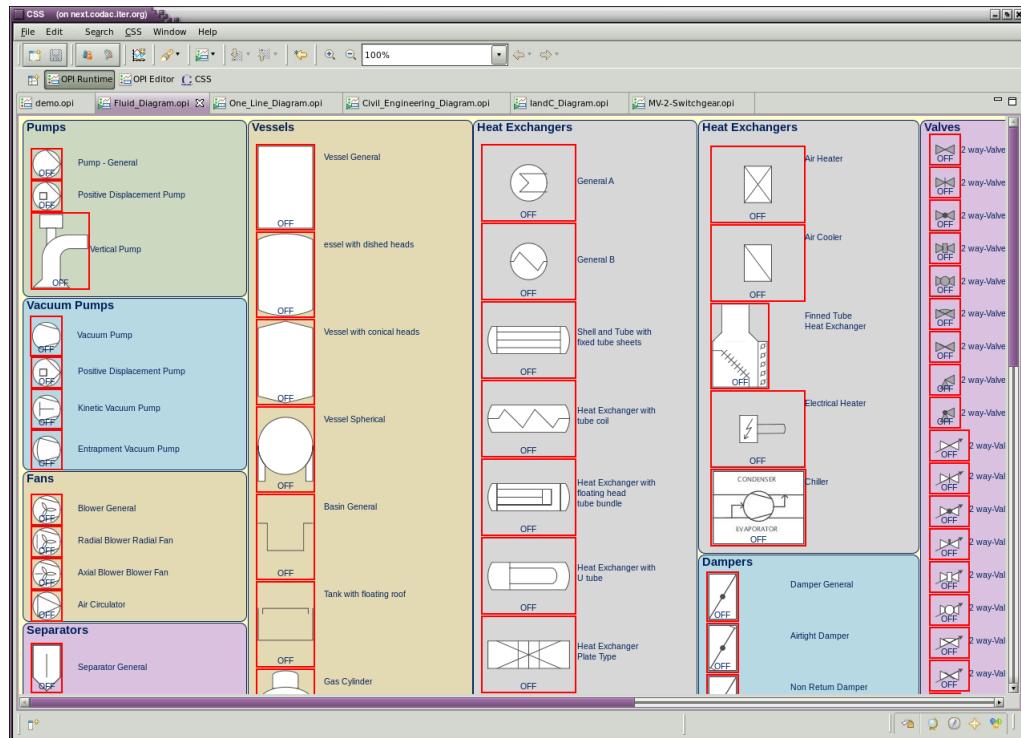 CSS (on next.codac.iter.org)
File Edit Search CSS Window Help
100%
OPI Runtime OPI Editor CSS
demo.opi Fluid_Diagram.opi One_Line_Diagram.opi Civil_Engineering_Diagram.opi IandC_Diagram.opi MV-2-Switchgear.opi
Pumps
OFF Pump - General
OFF Positive Displacement Pump
Vertical Pump
OFF
Vacuum Pumps
Vacuum Pump
OFF
Positive Displacement Pump
OFF
Kinetic Vacuum Pump
OFF
Entrapment Vacuum Pump
OFF
Fans
Blower General
OFF
Radial Blower Radial Fan
OFF
Axial Blower Blower Fan
OFF
Air Circulator
OFF
Separators
Separator General
OFF
Vessels
Vessel General
OFF
essel with dished heads
OFF
Vessel with conical heads
OFF
Vessel Spherical
OFF
Basin General
OFF
Tank with floating roof
OFF
Gas Cylinder
Heat Exchangers
General A
OFF
General B
OFF
Shell and Tube with
fixed tube sheets
OFF
Heat Exchanger with
tube coil
OFF
Heat Exchanger with
floating head
tube bundle
OFF
Heat Exchanger with
U tube
OFF
Heat Exchanger
Plate Type
OFF
Heat Exchangers
Air Heater
OFF
Air Cooler
OFF
Finned Tube
Heat Exchanger
OFF
Electrical Heater
OFF
Chiller
CONDENSER
EVAPORATOR
OFF
Dampers
Damper General
OFF
Airtight Damper
OFF
Non Return Damper
Valves
2 way-Valve
OFF
2 way-Valve
OFF
2 way-Valve
OFF
2 way-Valve
OFF
2 way-Valve
OFF
2 way-Valve
OFF
2 way-Valve
OFF
2 way-Valve
OFF
2 way-Valve
OFF
2 way-Val
OFF
2 way-Val
OFF
2 way-Val
OFF
2 way-Val
OFF
2 way-Val
OFF
2 way-Val
OFF
2 way-Val
OFF
2 way-Val
OFF